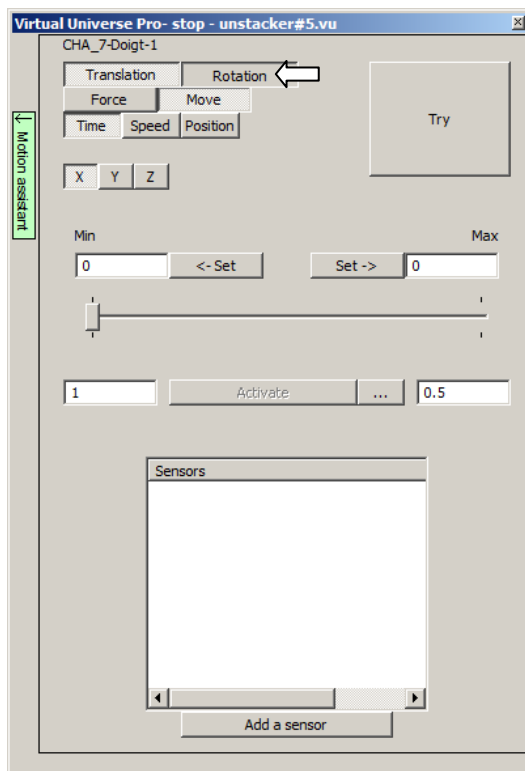 Virtual Universe Pro- stop - unstacker#5.vu
CHA_7-Doigt-1
Translation Rotation
Force Move
Try
Time Speed Position
Motion assistant
X Y Z
Min Max
0 <- Set Set -> 0
1 Activate ... 0.5
Sensors
Add a sensor